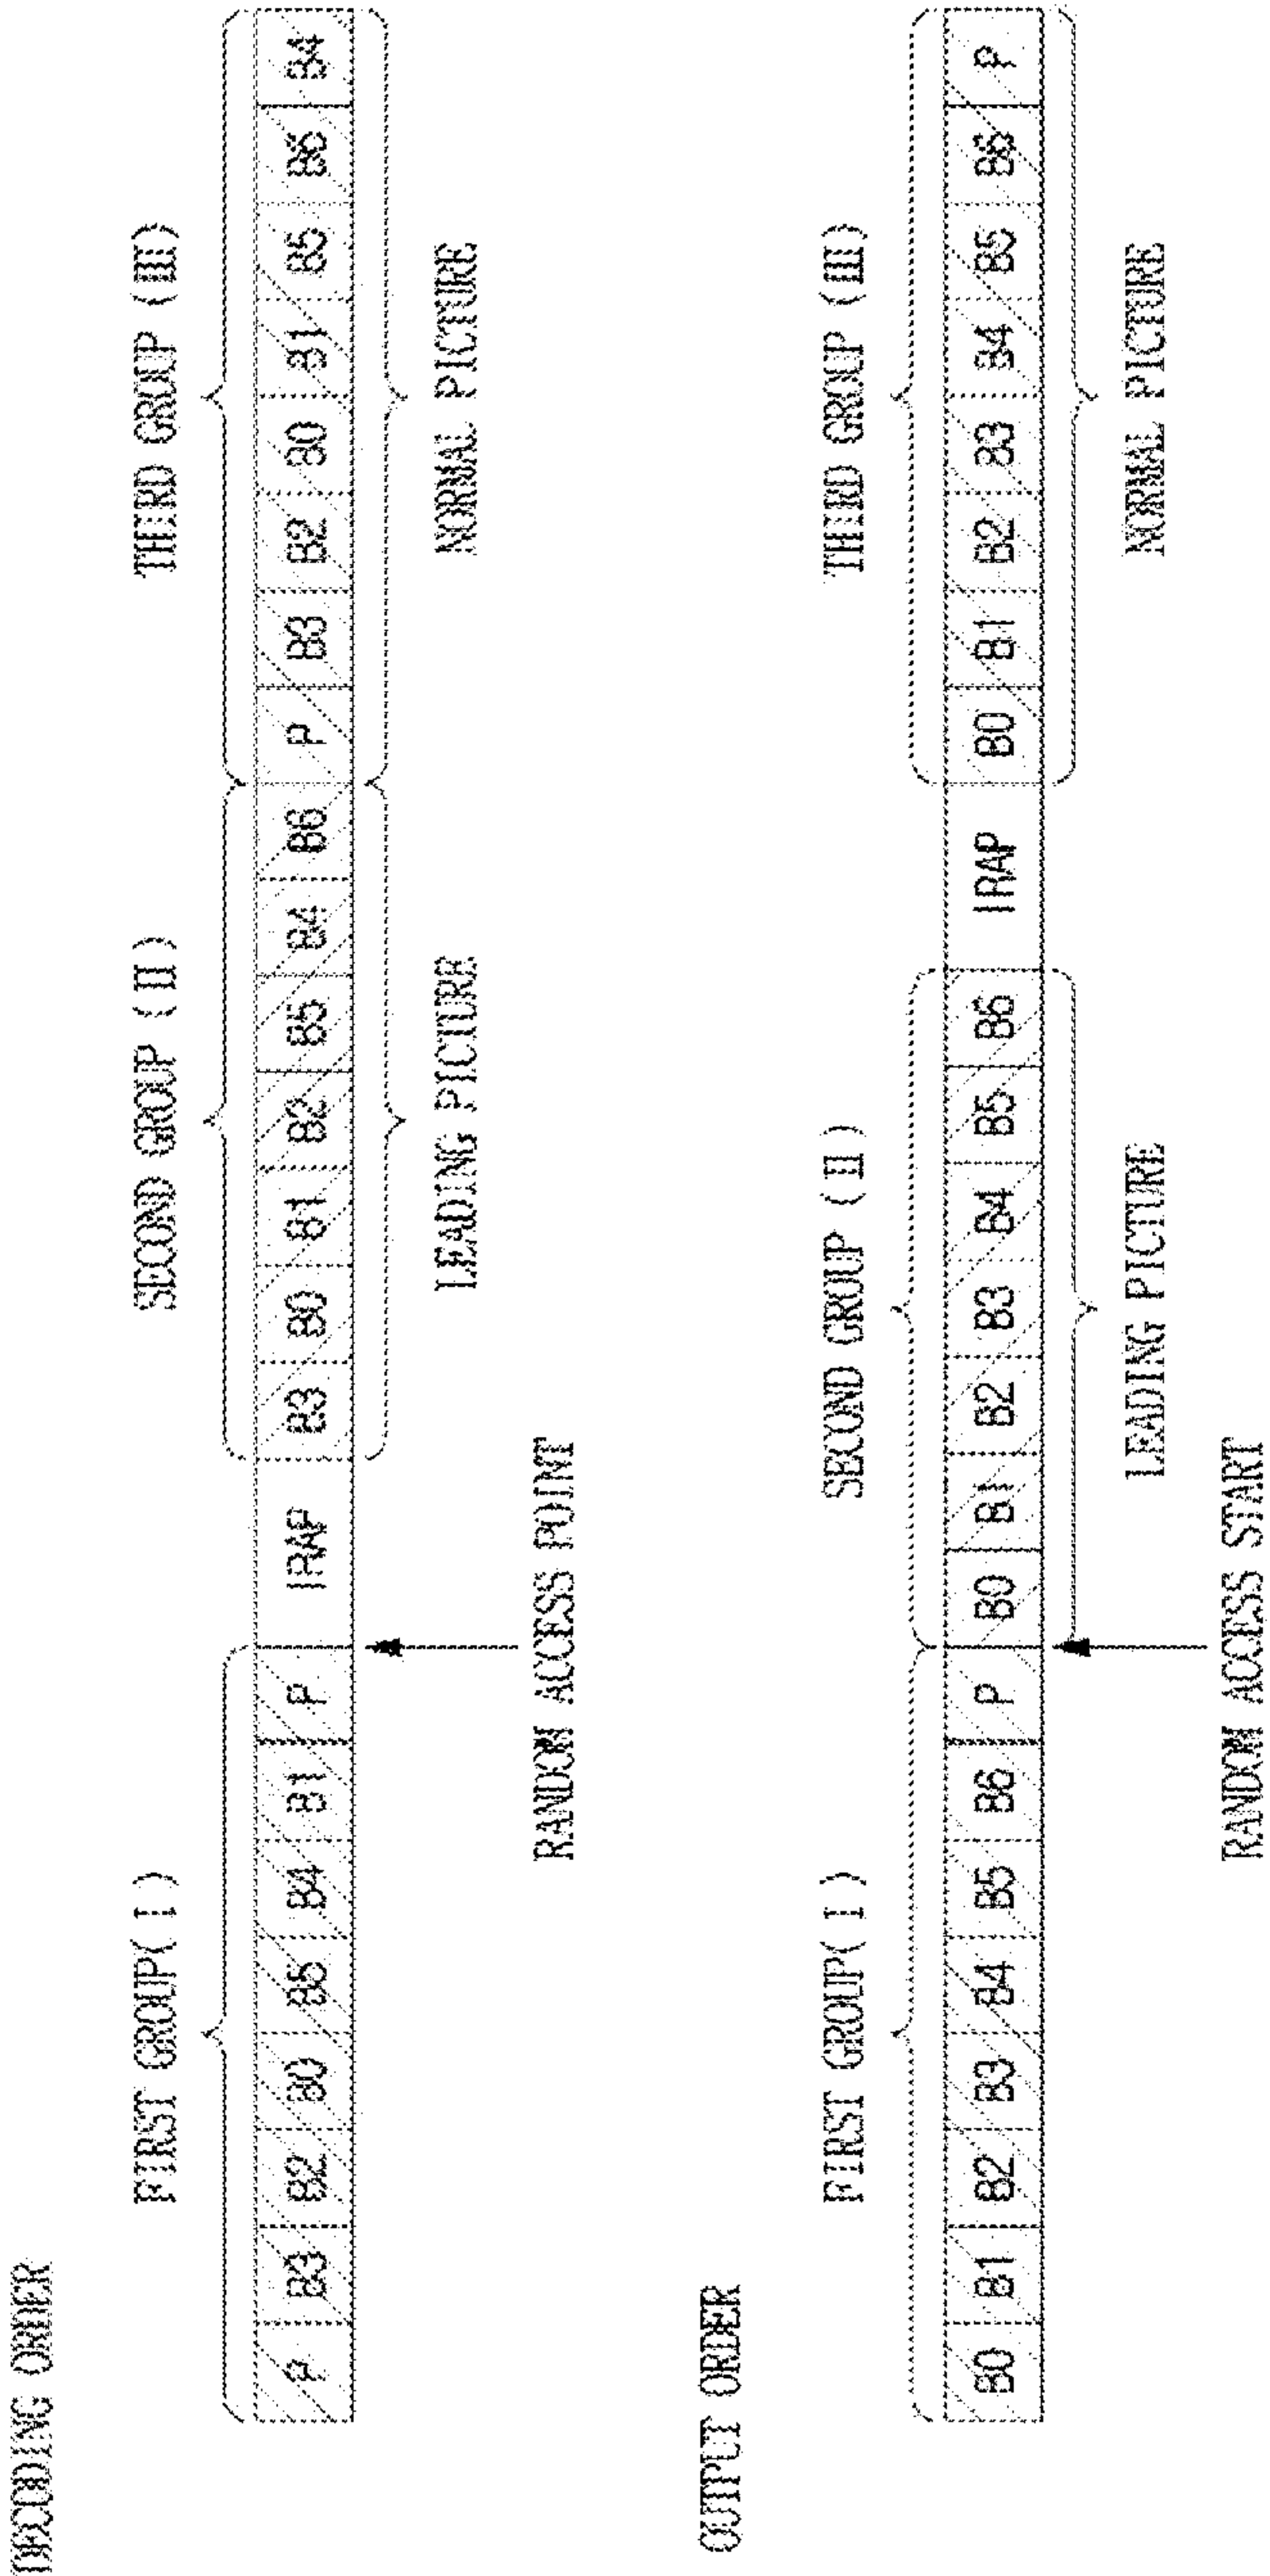 DECODING ORDER
FIRST GROUP( I ) SECOND GROUP (II) THIRD GROUP (III)
P B3 B2 B0 B5 B4 B1 P IRAP B3 B0 B1 B2 B5 B4 B6 P B3 B2 B0 B1 B5 B6 B4
LEADING PICTURE NORMAL PICTURE
RANDOM ACCESS POINT
OUTPUT ORDER
FIRST GROUP( I ) SECOND GROUP (II) THIRD GROUP (III)
B0 B1 B2 B3 B4 B5 B6 P B0 B1 B2 B3 B4 B5 B6 IRAP B0 B1 B2 B3 B4 B5 B6 P
LEADING PICTURE NORMAL PICTURE
RANDOM ACCESS START